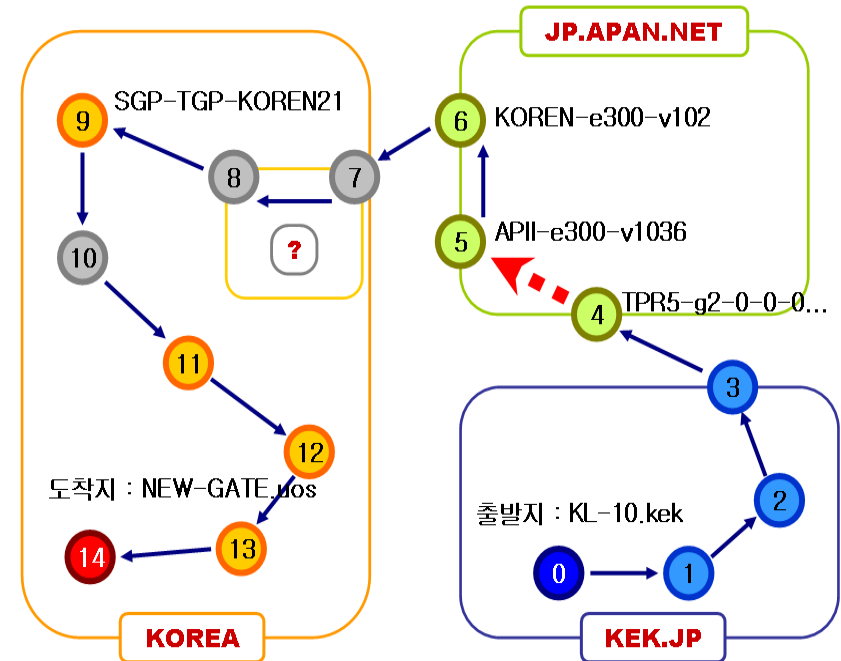 JP.APAN.NET
9
SGP-TGP-KOREN21
6
KOREN-e300-v102
8
7
5
APII-e300-v1036
?
10
4
TPR5-g2-0-0-0...
11
3
12
도착지 : NEW-GATE.uos
2
출발지 : KL-10.kek
14
13
0
1
KOREA
KEK.JP